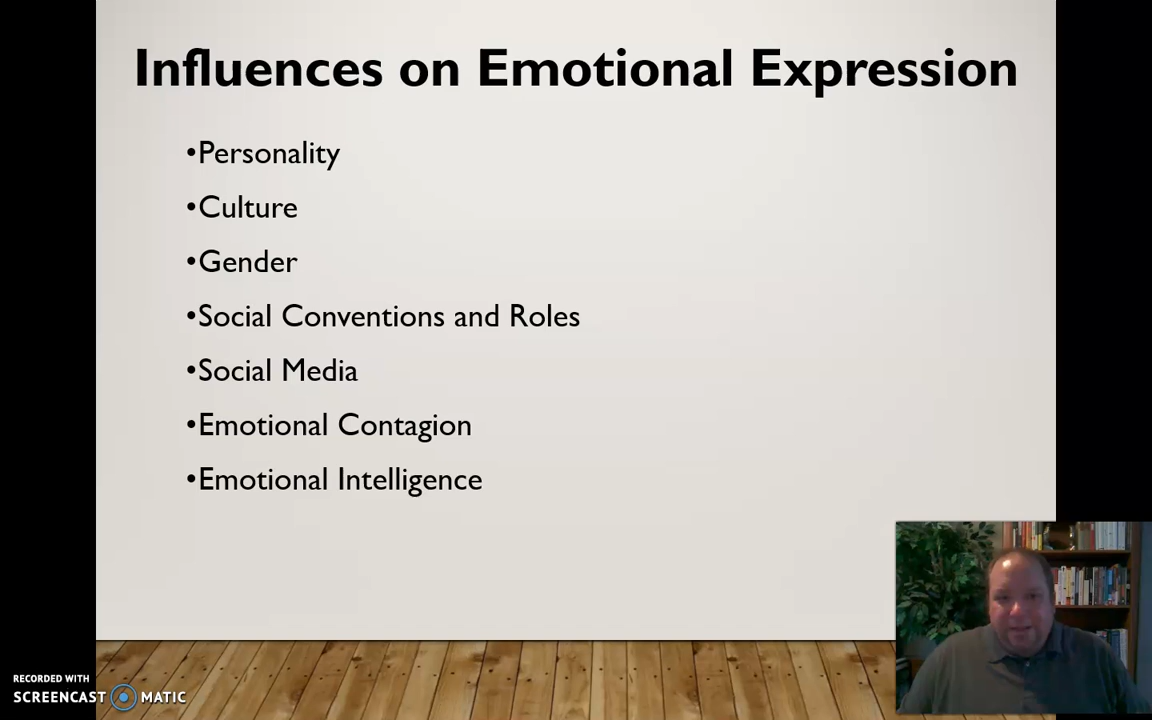 Influences on Emotional Expression
•Personality
•Culture
•Gender
•Social Conventions and Roles
•Social Media
•Emotional Contagion
•Emotional Intelligence
RECORDED WITH
SCREENCAST MATIC